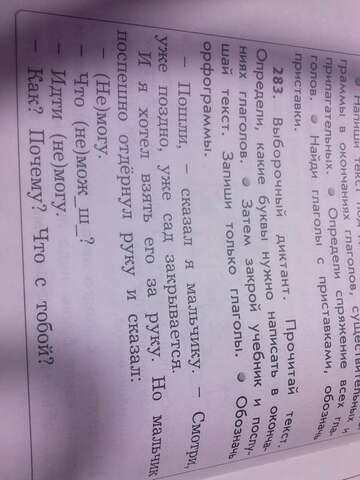 граммы в окончаниях глаголов, существительных и
прилагательных. ● Определи спряжение всех гла-
голов. ● Найди глаголы с приставками, обозначь
приставки.
283. Выборочный диктант. Прочитай текст.
Определи, какие буквы нужно написать в оконча-
ниях глаголов. ● Затем закрой учебник и послу-
шай текст. Запиши только глаголы. ● Обозначь
орфограммы.
– Пошли, – сказал я мальчику. – Смотри,
уже поздно, уже сад закрывается.
И я хотел взять его за руку. Но мальчик
поспешно отдёрнул руку и сказал:
– (Не)могу.
– Что (не)мож_ш_?
– Идти (не)могу.
– Как? Почему? Что с тобой?